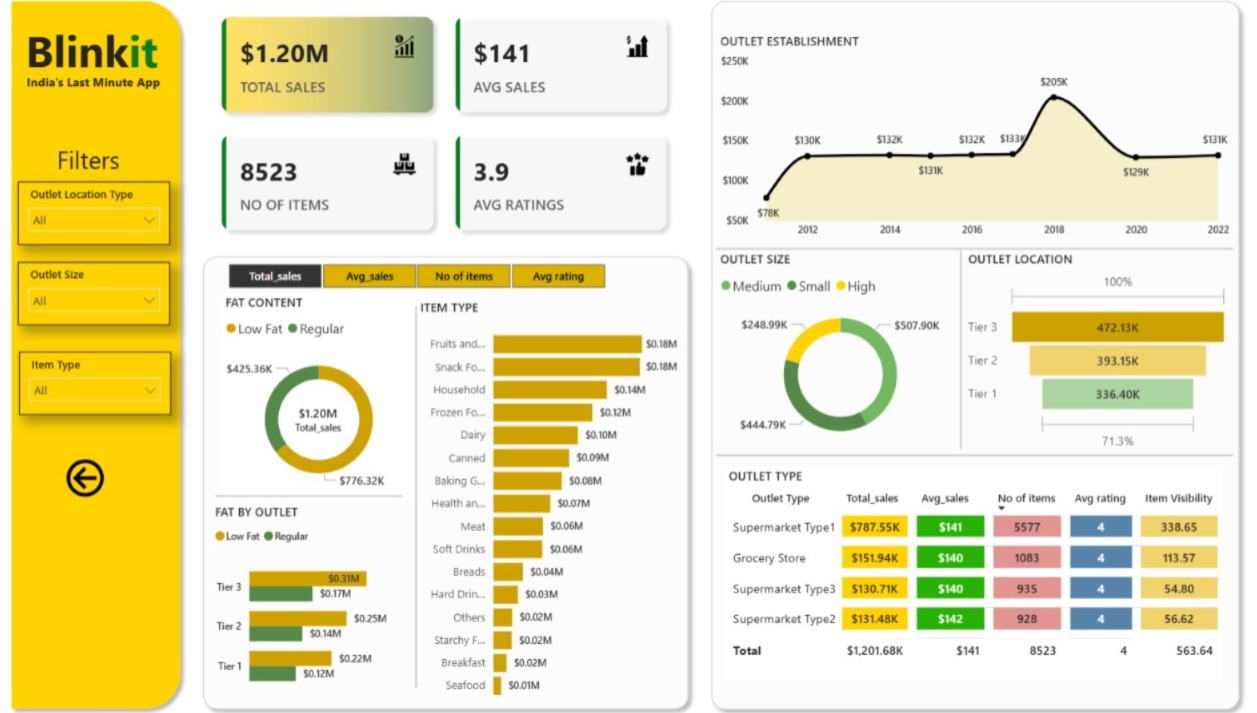 Blinkit
India's Last Minute App
Filters
Outlet Location Type
All
Outlet Size
All
Item Type
All
$1.20M
TOTAL SALES
$141
AVG SALES
8523
NO OF ITEMS
3.9
AVG RATINGS
Total_sales Avg_sales No of items Avg rating
FAT CONTENT
Low Fat Regular
$425.36K
$1.20M
Total_sales
$776.32K
FAT BY OUTLET
Low Fat Regular
Tier 3 $0.31M
$0.17M
Tier 2 $0.25M
$0.14M
Tier 1 $0.22M
$0.12M
ITEM TYPE
Fruits and... $0.18M
Snack Fo... $0.18M
Household $0.14M
Frozen Fo... $0.12M
Dairy $0.10M
Canned $0.09M
Baking G... $0.08M
Health an... $0.07M
Meat $0.06M
Soft Drinks $0.06M
Breads $0.04M
Hard Drin... $0.03M
Others $0.02M
Starchy F... $0.02M
Breakfast $0.02M
Seafood $0.01M
OUTLET ESTABLISHMENT
$250K
$200K
$150K
$100K
$50K
$78K
$130K
$132K
$131K
$132K
$133K
$205K
$129K
$131K
2012 2014 2016 2018 2020 2022
OUTLET SIZE
Medium Small High
$248.99K
$507.90K
$444.79K
OUTLET LOCATION
100%
Tier 3 472.13K
Tier 2 393.15K
Tier 1 336.40K
71.3%
OUTLET TYPE
Outlet Type Total_sales Avg_sales No of items Avg rating Item Visibility
Supermarket Type1 $787.55K $141 5577 4 338.65
Grocery Store $151.94K $140 1083 4 113.57
Supermarket Type3 $130.71K $140 935 4 54.80
Supermarket Type2 $131.48K $142 928 4 56.62
Total $1,201.68K $141 8523 4 563.64